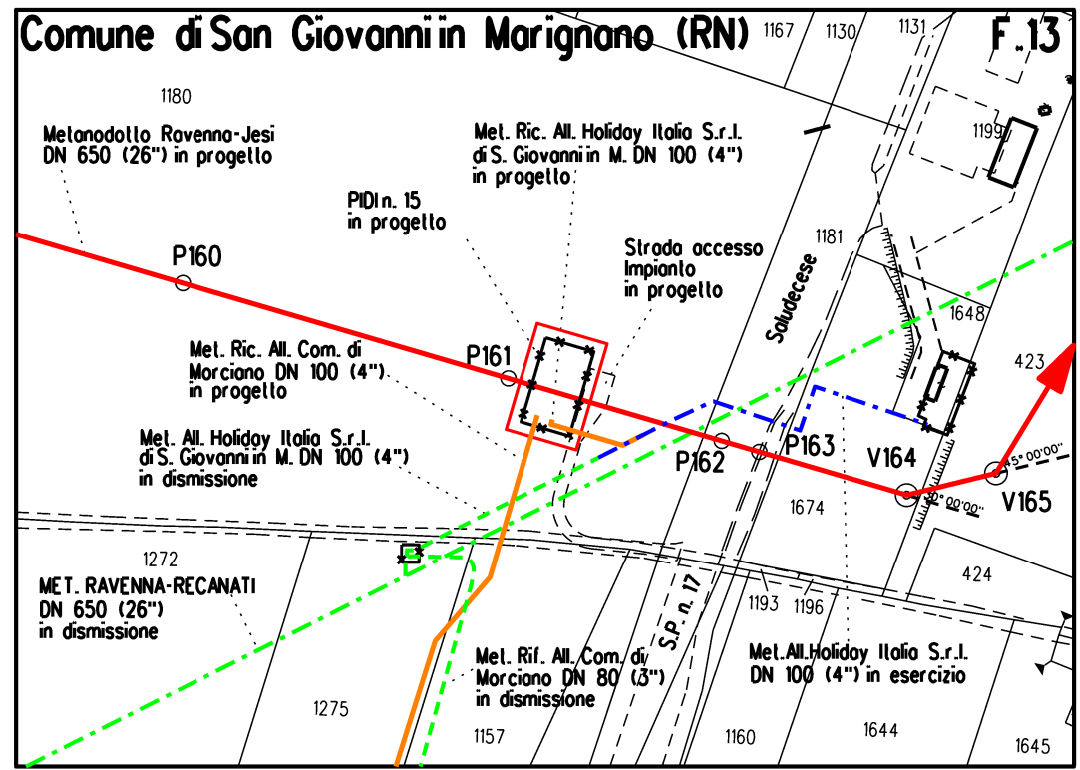 Comune di San Giovanni in Marignano (RN)
F..13
1167
1130
1131
1180
Metanodotto Ravenna-Jesi
DN 650 (26") in progetto
Met. Ric. All. Holiday Italia S.r.l.
di S. Giovanni in M. DN 100 (4")
in progetto
1199
PIDI n. 15
in progetto
Strada accesso
Impianto
in progetto
1181
Saludecese
P160
1648
423
P161
Met. Ric. All. Com. di
Morciano DN 100 (4")
in progetto
Met. All. Holiday Italia S.r.l.
di S. Giovanni in M. DN 100 (4")
in dismissione
P162
P163
V164
45°00'00"
0°00'00"
V165
1674
1272
MET. RAVENNA-RECANATI
DN 650 (26")
in dismissione
424
1193
1196
S.P. n. 17
Met. Rif. All. Com. di
Morciano DN 80 (3")
in dismissione
Met.All.Holiday Italia S.r.l.
DN 100 (4") in esercizio
1275
1157
1160
1644
1645